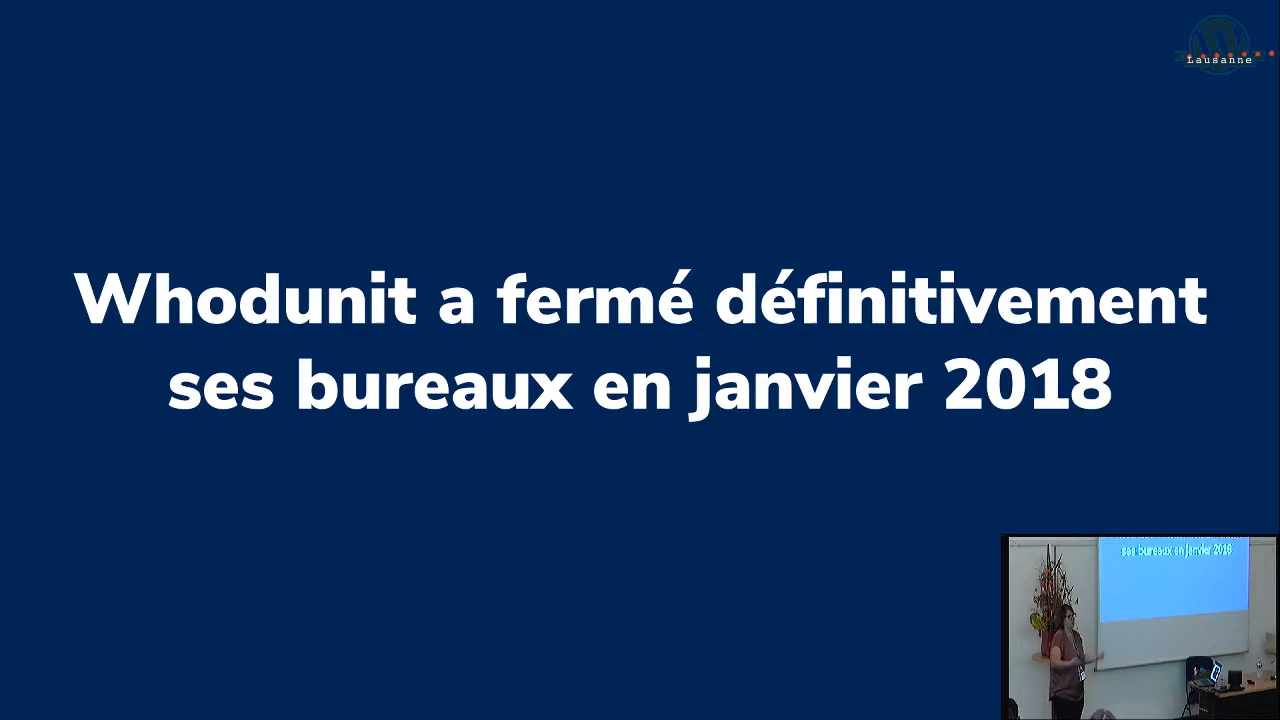 Lausanne
Whodunit a fermé définitivement
ses bureaux en janvier 2018
ses bureaux en janvier 2018